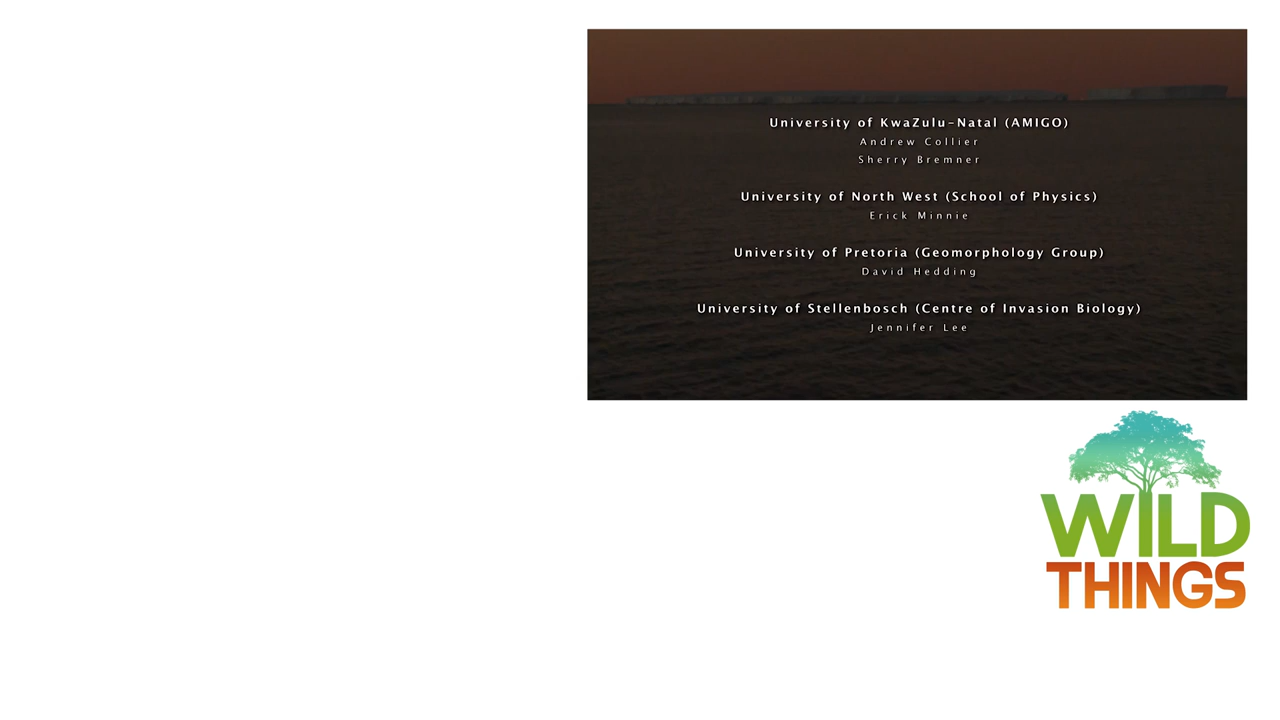 University of KwaZulu-Natal (AMIGO)
Andrew Collier
Sherry Bremner
University of North West (School of Physics)
Erick Minnie
University of Pretoria (Geomorphology Group)
David Hedding
University of Stellenbosch (Centre of Invasion Biology)
Jennifer Lee
WILD
THINGS